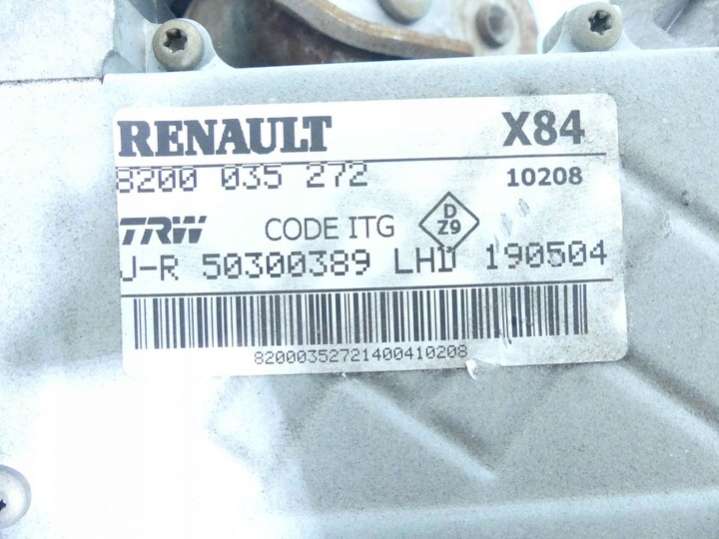 RENAULT X84
8200 035 272 10208
TRW CODE ITG D Z9
J-R 50300389 LHD 190504
82000352721400410208